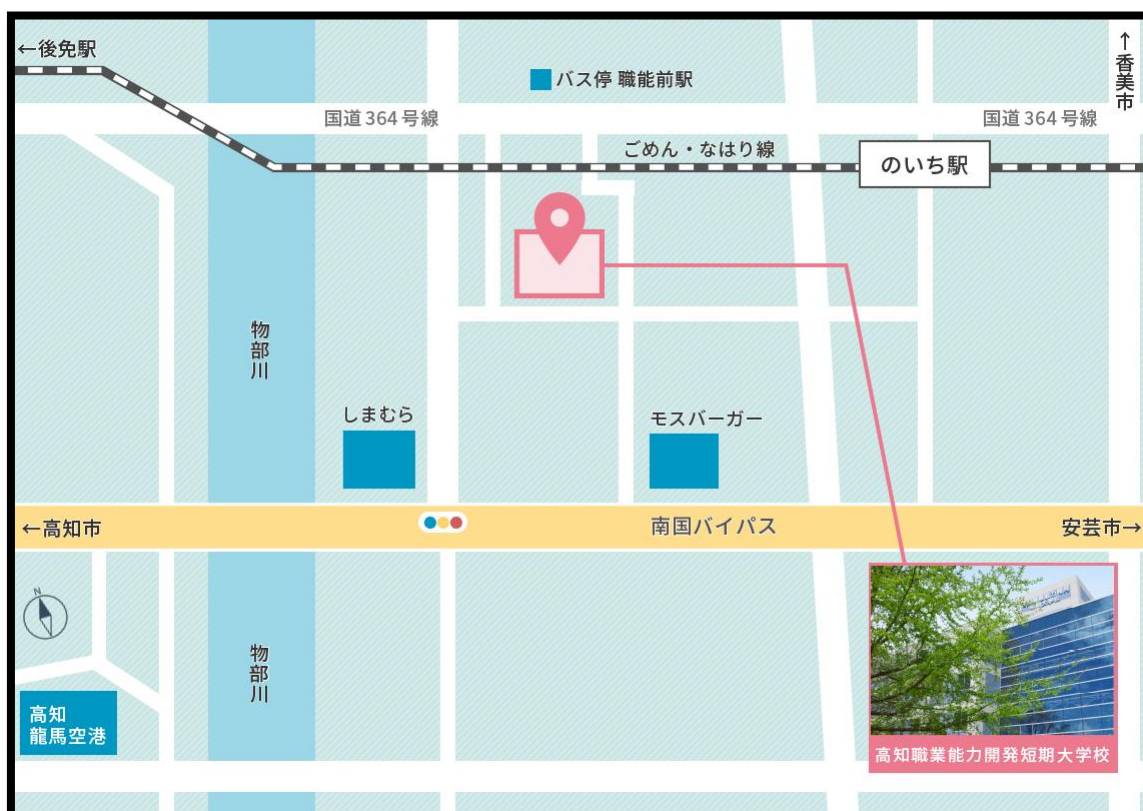 ←後免駅
バス停 職能前駅
↑香美市
国道364号線
国道364号線
ごめん・なはり線
のいち駅
物部川
しまむら
モスバーガー
←高知市
南国バイパス
安芸市→
N
物部川
高知
龍馬空港
高知職業能力開発短期大学校